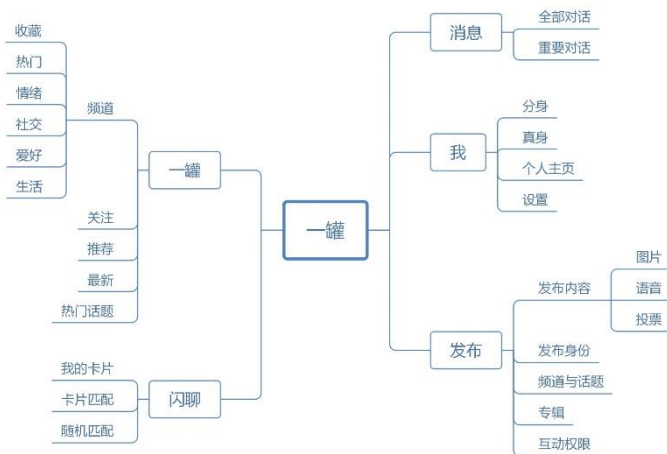 一罐
一罐
频道
收藏
热门
情绪
社交
爱好
生活
关注
推荐
最新
热门话题
闪聊
我的卡片
卡片匹配
随机匹配
消息
全部对话
重要对话
我
分身
真身
个人主页
设置
发布
发布内容
图片
语音
投票
发布身份
频道与话题
专辑
互动权限